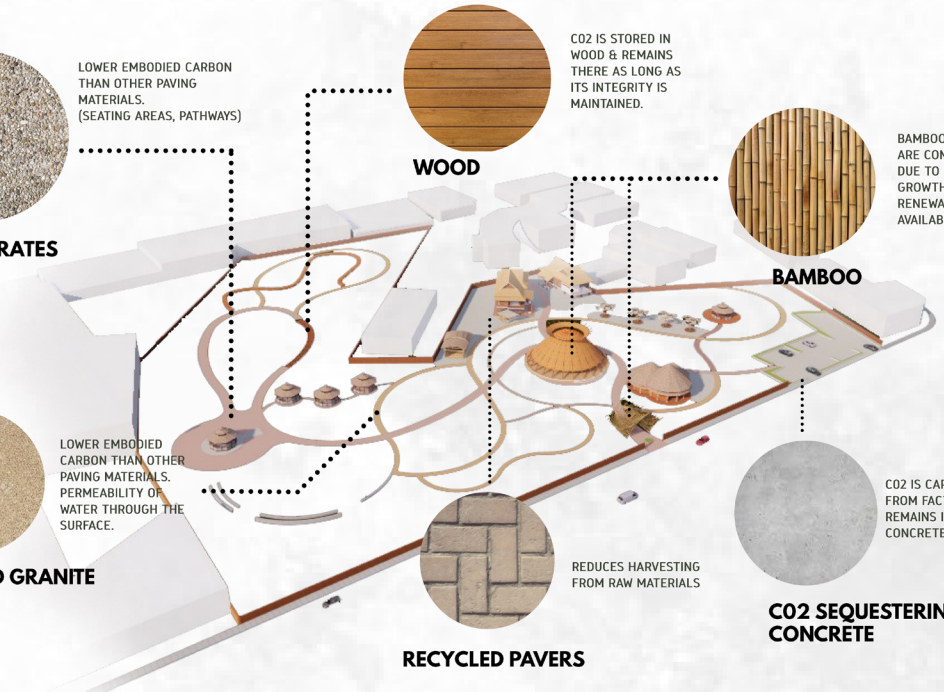 LOWER EMBODIED CARBON
THAN OTHER PAVING
MATERIALS.
(SEATING AREAS, PATHWAYS)
RATES
C02 IS STORED IN
WOOD & REMAINS
THERE AS LONG AS
ITS INTEGRITY IS
MAINTAINED.
WOOD
BAMBOO
ARE CON
DUE TO
GROWTH
RENEWA
AVAILAB
BAMBOO
LOWER EMBODIED
CARBON THAN OTHER
PAVING MATERIALS.
PERMEABILITY OF
WATER THROUGH THE
SURFACE.
D GRANITE
REDUCES HARVESTING
FROM RAW MATERIALS
RECYCLED PAVERS
C02 IS CAP
FROM FACT
REMAINS I
CONCRETE
C02 SEQUESTERIN
CONCRETE